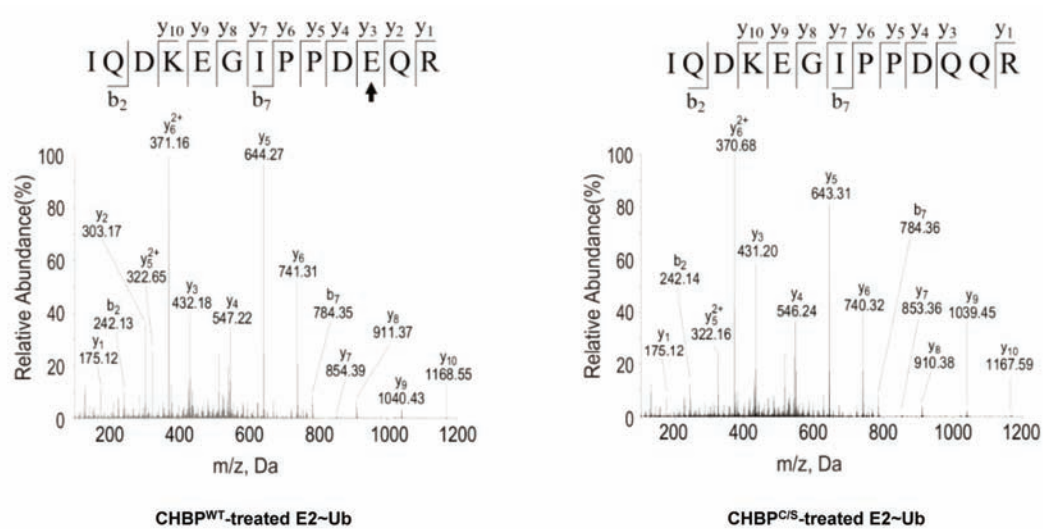 y10 y9 y8 y7 y6 y5 y4 y3 y2 y1
IQDKEGIPPDEQR
b2 b7
y6 2+
371.16
y5
644.27
y2
303.17
y5 2+
322.65
b2
242.13
y1
175.12
y3
432.18
y4
547.22
y6
741.31
b7
784.35
y8
911.37
y7
854.39
y9
1040.43
y10
1168.55
100
80
60
40
20
0
Relative Abundance(%)
200 400 600 800 1000 1200
m/z, Da
CHBPWT-treated E2~Ub
y10 y9 y8 y7 y6 y5 y4 y3 y1
IQDKEGIPPDQQR
b2 b7
y6 2+
370.68
y5
643.31
b7
784.36
y3
431.20
b2
242.14
y5 2+
322.16
y1
175.12
y4
546.24
y6
740.32
y7
853.36
y9
1039.45
y8
910.38
y10
1167.59
100
80
60
40
20
0
Relative Abundance(%)
200 400 600 800 1000 1200
m/z, Da
CHBPC/S-treated E2~Ub